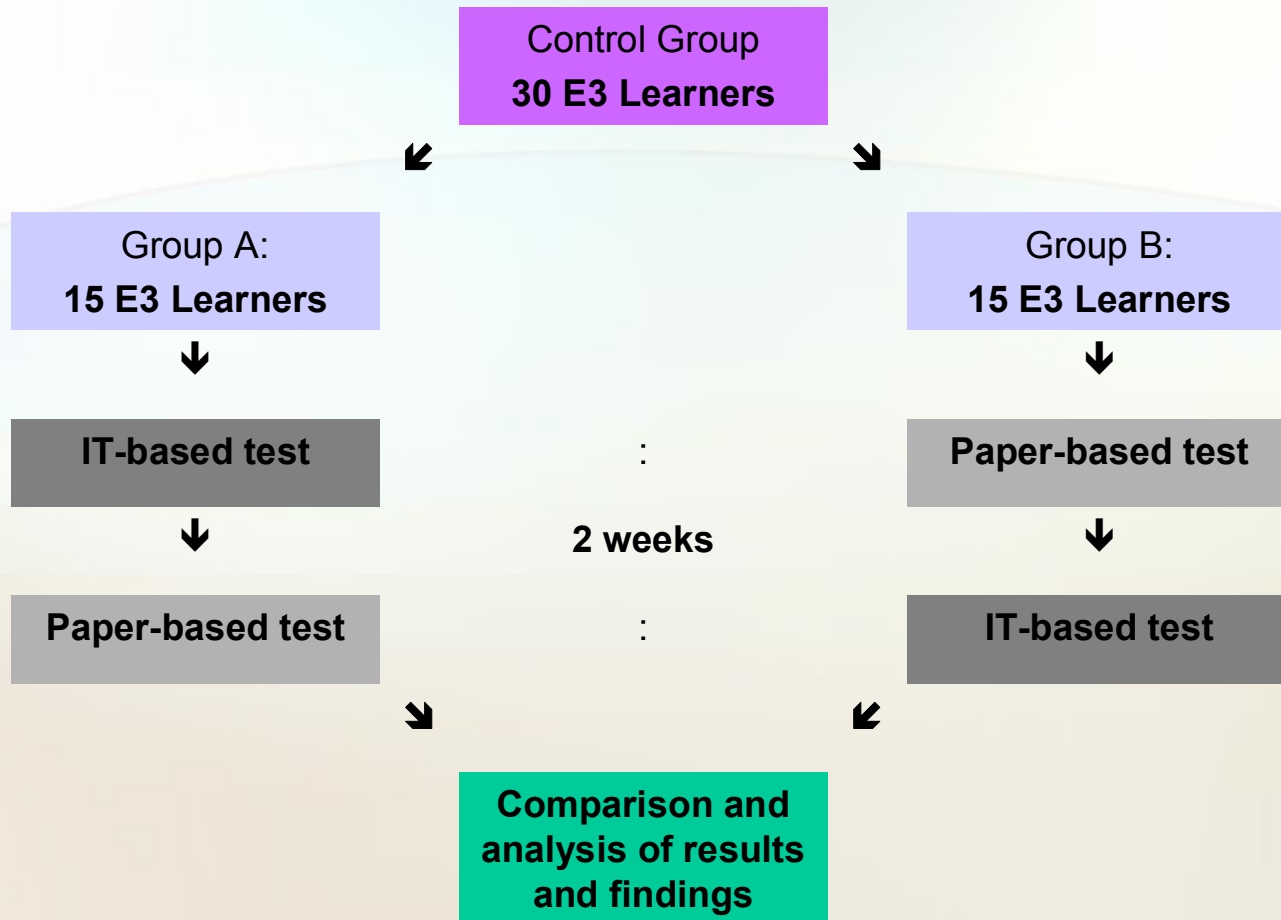 Control Group
30 E3 Learners
Group A:
15 E3 Learners
Group B:
15 E3 Learners
IT-based test
:
Paper-based test
2 weeks
Paper-based test
:
IT-based test
Comparison and
analysis of results
and findings